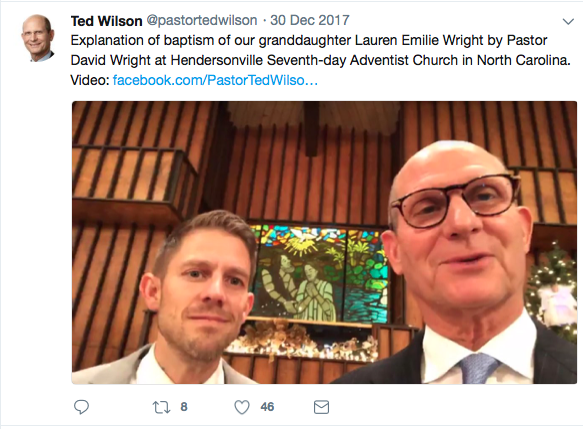 Ted Wilson @pastortedwilson · 30 Dec 2017
Explanation of baptism of our granddaughter Lauren Emilie Wright by Pastor
David Wright at Hendersonville Seventh-day Adventist Church in North Carolina.
Video: facebook.com/PastorTedWilso…
8 46